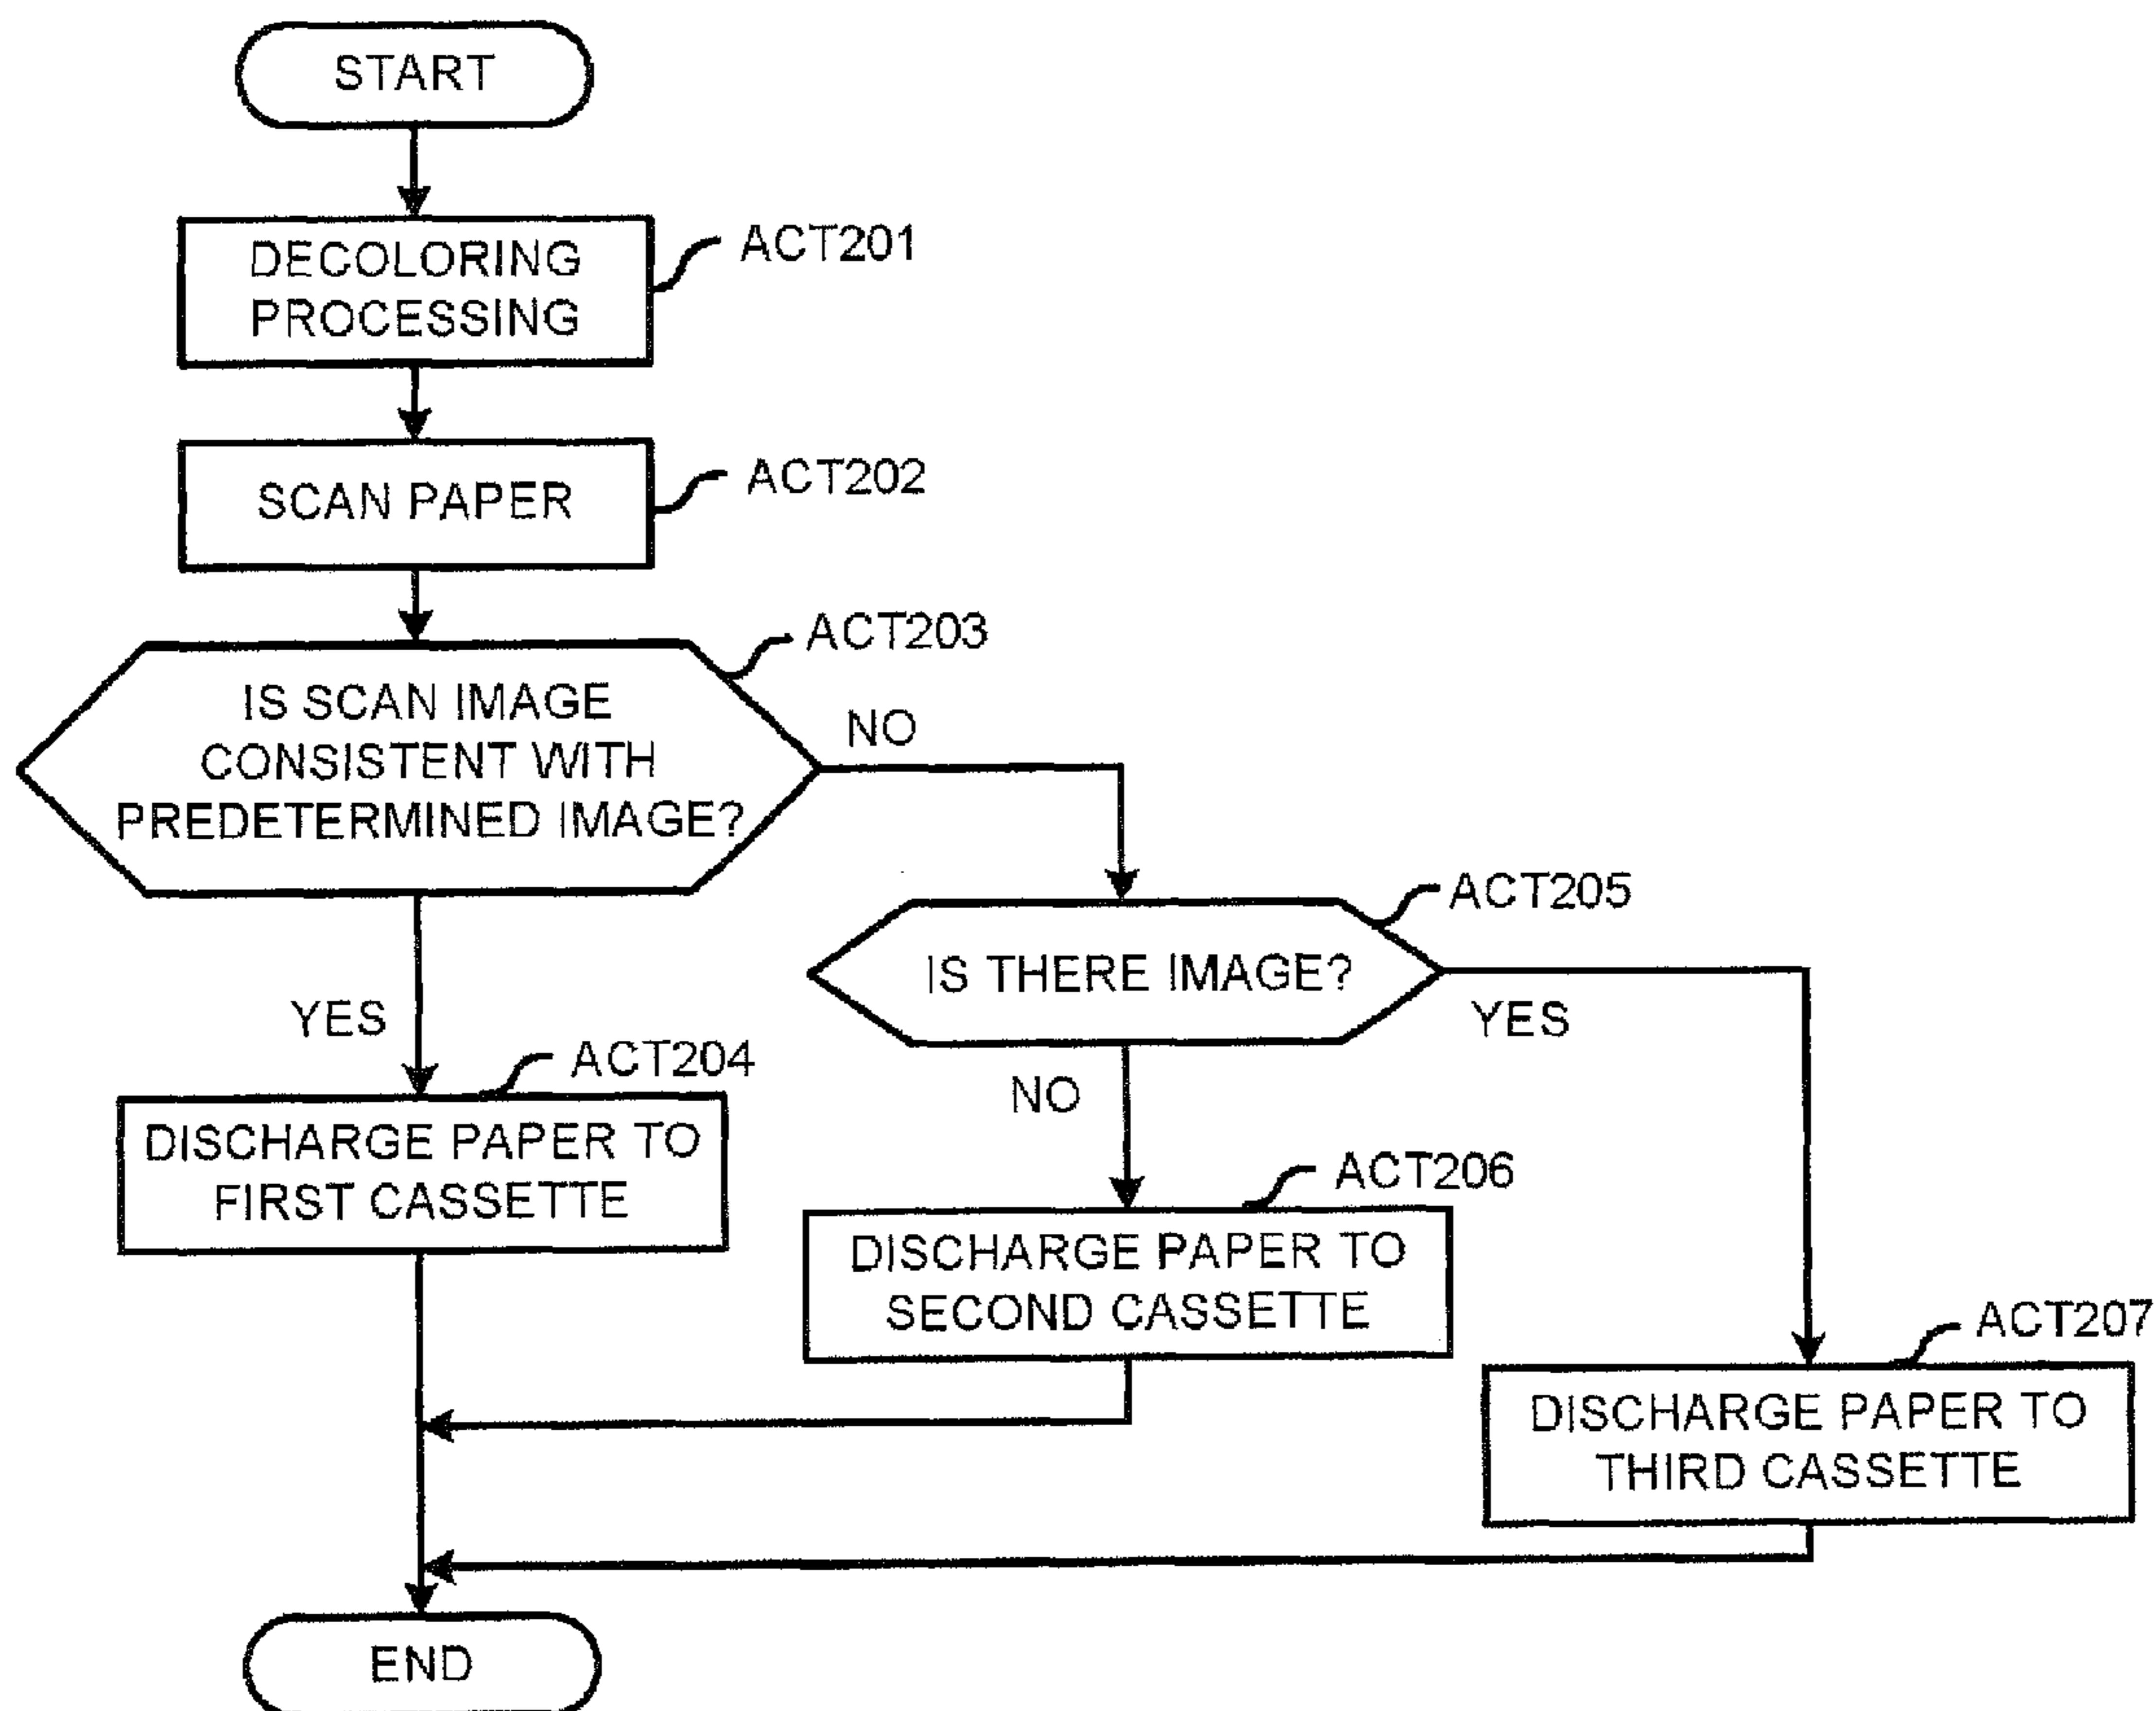 START
DECOLORING
PROCESSING
ACT201
SCAN PAPER
ACT202
ACT203
IS SCAN IMAGE
CONSISTENT WITH
PREDETERMINED IMAGE?
NO
YES
ACT205
IS THERE IMAGE?
YES
NO
ACT204
DISCHARGE PAPER TO
FIRST CASSETTE
ACT206
DISCHARGE PAPER TO
SECOND CASSETTE
ACT207
DISCHARGE PAPER TO
THIRD CASSETTE
END